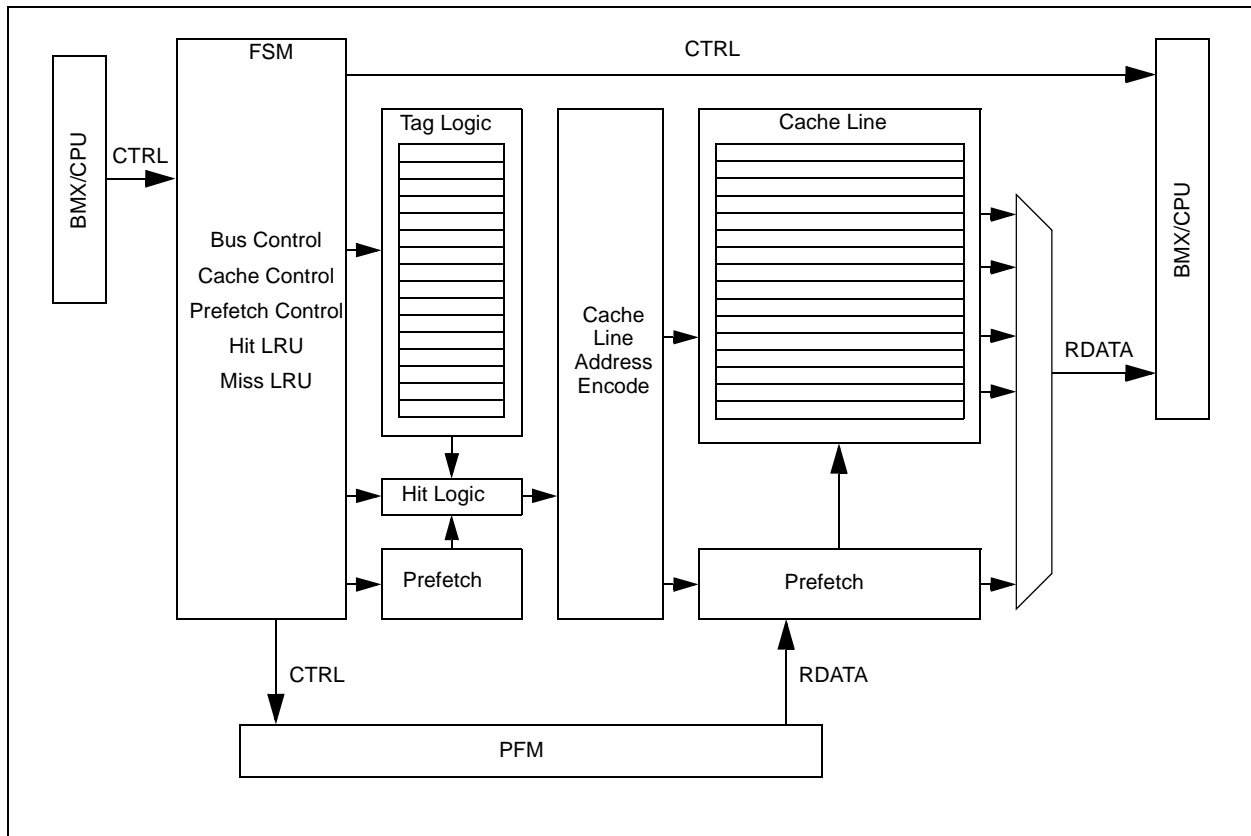 FSM
CTRL
BMX/CPU
CTRL
Bus Control
Cache Control
Prefetch Control
Hit LRU
Miss LRU
Tag Logic
Hit Logic
Prefetch
Cache
Line
Address
Encode
Cache Line
Prefetch
RDATA
BMX/CPU
CTRL
RDATA
PFM